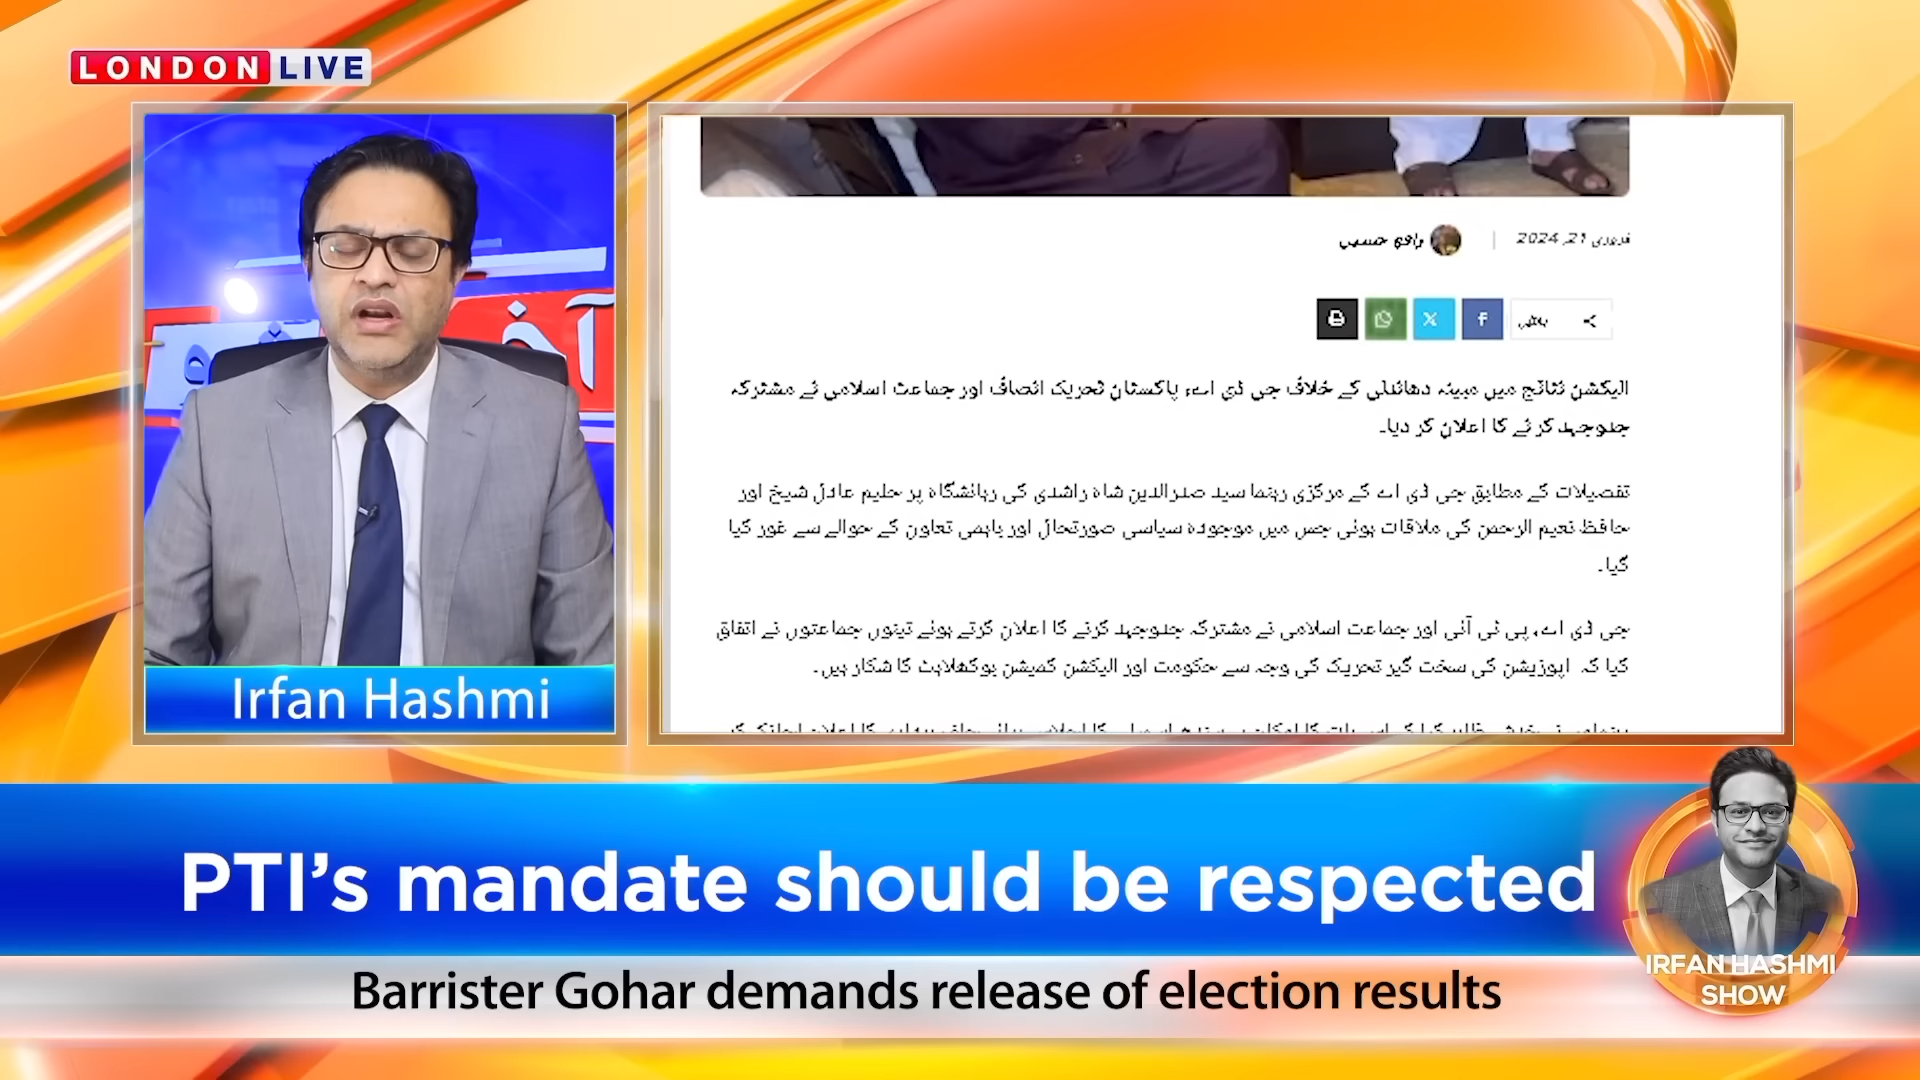 LONDON LIVE
فروری 21, 2024
الیکشن نتائج میں مبینہ دھاندلی کے خلاف جی ڈی اے، پاکستان تحریک انصاف اور جماعت اسلامی نے مشترکہ
جدوجہد کرنے کا اعلان کر دیا۔
تفصیلات کے مطابق جی ڈی اے کے مرکزی رہنما سید صدرالدین شاہ راشدی کی رہائشگاہ پر حلیم عادل شیخ اور
حافظ نعیم الرحمن کی ملاقات ہوئی جس میں موجودہ سیاسی صورتحال اور باہمی تعاون کے حوالے سے غور کیا
گیا۔
جی ڈی اے، پی ٹی آئی اور جماعت اسلامی نے مشترکہ جدوجہد کرنے کا اعلان کرتے ہوئے تینوں جماعتوں نے اتفاق
کیا کہ اپوزیشن کی سخت گیر تحریک کی وجہ سے حکومت اور الیکشن کمیشن بوکھلاہٹ کا شکار ہیں۔
Irfan Hashmi
PTI’s mandate should be respected
Barrister Gohar demands release of election results
IRFAN HASHMI
SHOW